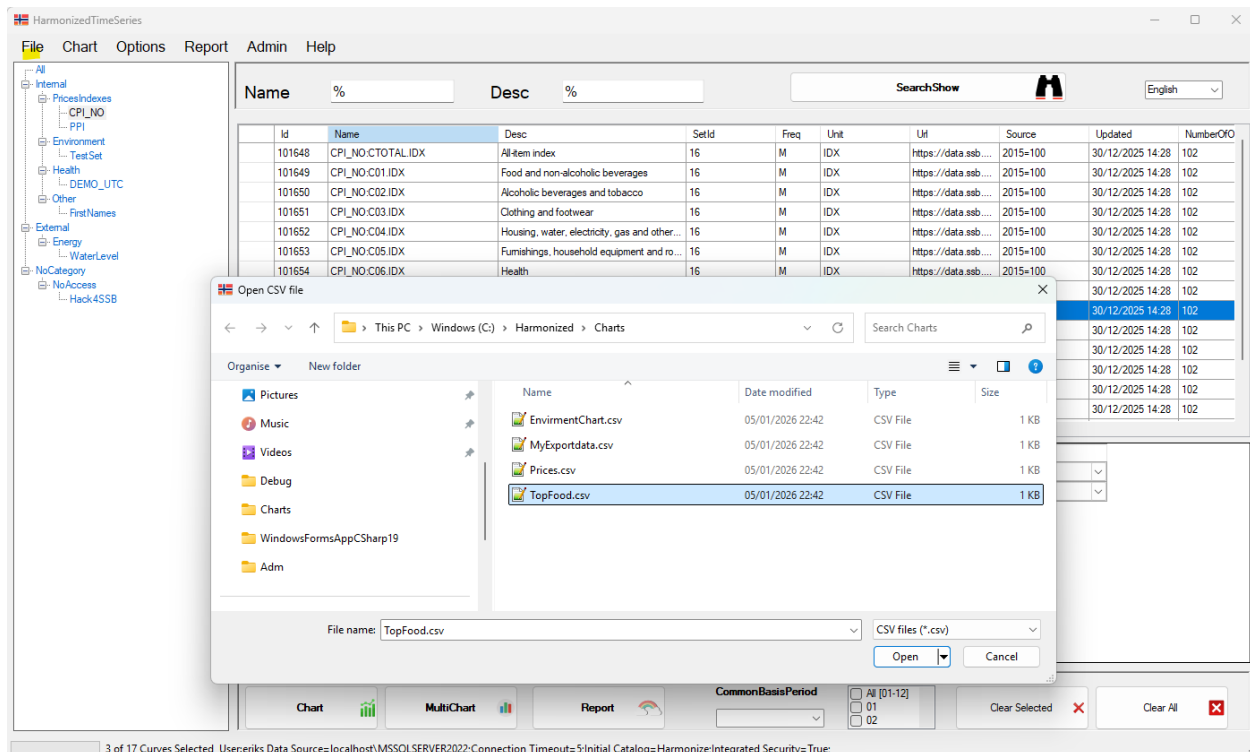 HarmonizedTimeSeries
File Chart Options Report Admin Help
All
Internal
PricesIndexes
CPI_NO
PPI
Environment
TestSet
Health
DEMO_UTC
Other
FirstNames
External
Energy
WaterLevel
NoCategory
NoAccess
Hack4SSB
Name % Desc % SearchShow English
Id Name Desc SetId Freq Unit Url Source Updated NumberOfO
101648 CPI_NO:CTOTAL.IDX All-item index 16 M IDX https://data.ssb.... 2015=100 30/12/2025 14:28 102
101649 CPI_NO:C01.IDX Food and non-alcoholic beverages 16 M IDX https://data.ssb.... 2015=100 30/12/2025 14:28 102
101650 CPI_NO:C02.IDX Alcoholic beverages and tobacco 16 M IDX https://data.ssb.... 2015=100 30/12/2025 14:28 102
101651 CPI_NO:C03.IDX Clothing and footwear 16 M IDX https://data.ssb.... 2015=100 30/12/2025 14:28 102
101652 CPI_NO:C04.IDX Housing, water, electricity, gas and other... 16 M IDX https://data.ssb.... 2015=100 30/12/2025 14:28 102
101653 CPI_NO:C05.IDX Furnishings, household equipment and ro... 16 M IDX https://data.ssb.... 2015=100 30/12/2025 14:28 102
101654 CPI_NO:C06.IDX Health 16 M IDX https://data.ssb.... 2015=100 30/12/2025 14:28 102
30/12/2025 14:28 102
30/12/2025 14:28 102
30/12/2025 14:28 102
30/12/2025 14:28 102
30/12/2025 14:28 102
30/12/2025 14:28 102
30/12/2025 14:28 102
Open CSV file
This PC > Windows (C:) > Harmonized > Charts
Search Charts
Organise New folder
Pictures
Music
Videos
Debug
Charts
WindowsFormsAppCSharp19
Adm
Name Date modified Type Size
EnvirmentChart.csv 05/01/2026 22:42 CSV File 1 KB
MyExportdata.csv 05/01/2026 22:42 CSV File 1 KB
Prices.csv 05/01/2026 22:42 CSV File 1 KB
TopFood.csv 05/01/2026 22:42 CSV File 1 KB
File name: TopFood.csv CSV files (*.csv)
Open Cancel
Chart MultiChart Report CommonBasisPeriod
All [01-12]
01
02
Clear Selected Clear All
3 of 17 Curves Selected User:eriks Data Source=localhost\MSSQLSERVER2022;Connection Timeout=5;Initial Catalog=Harmonize;Integrated Security=True;